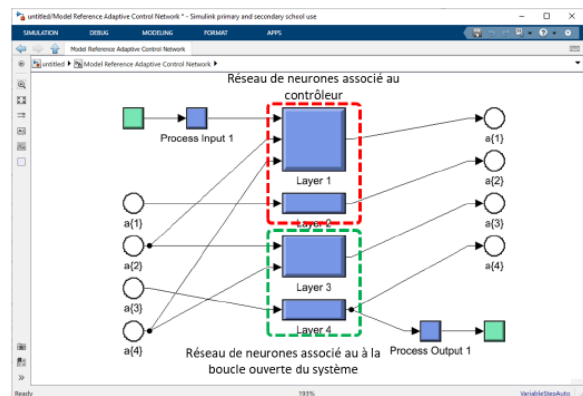 untitled/Model Reference Adaptive Control Network * - Simulink primary and secondary school use
SIMULATION DEBUG MODELING FORMAT APPS
Model Reference Adaptive Control Network
untitled Model Reference Adaptive Control Network
Réseau de neurones associé au
contrôleur
Process Input 1
Layer 1
a{1}
a{2}
a{1}
Layer 2
a{2}
a{3}
Layer 3
a{3}
a{4}
Layer 4
a{4}
Process Output 1
Réseau de neurones associé au à la
boucle ouverte du système
Ready 193% VariableStepAuto